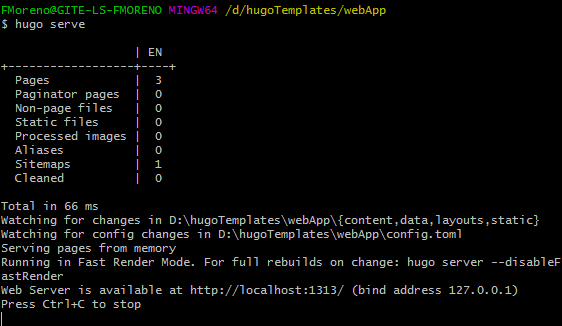 FMoreno@GITE-LS-FMORENO MINGW64 /d/hugoTemplates/webApp
$ hugo serve
                   | EN
+------------------+----+
  Pages            |  3
  Paginator pages  |  0
  Non-page files   |  0
  Static files     |  0
  Processed images |  0
  Aliases          |  0
  Sitemaps         |  1
  Cleaned          |  0
Total in 66 ms
Watching for changes in D:\hugoTemplates\webApp\{content,data,layouts,static}
Watching for config changes in D:\hugoTemplates\webApp\config.toml
Serving pages from memory
Running in Fast Render Mode. For full rebuilds on change: hugo server --disableF
astRender
Web Server is available at http://localhost:1313/ (bind address 127.0.0.1)
Press Ctrl+C to stop